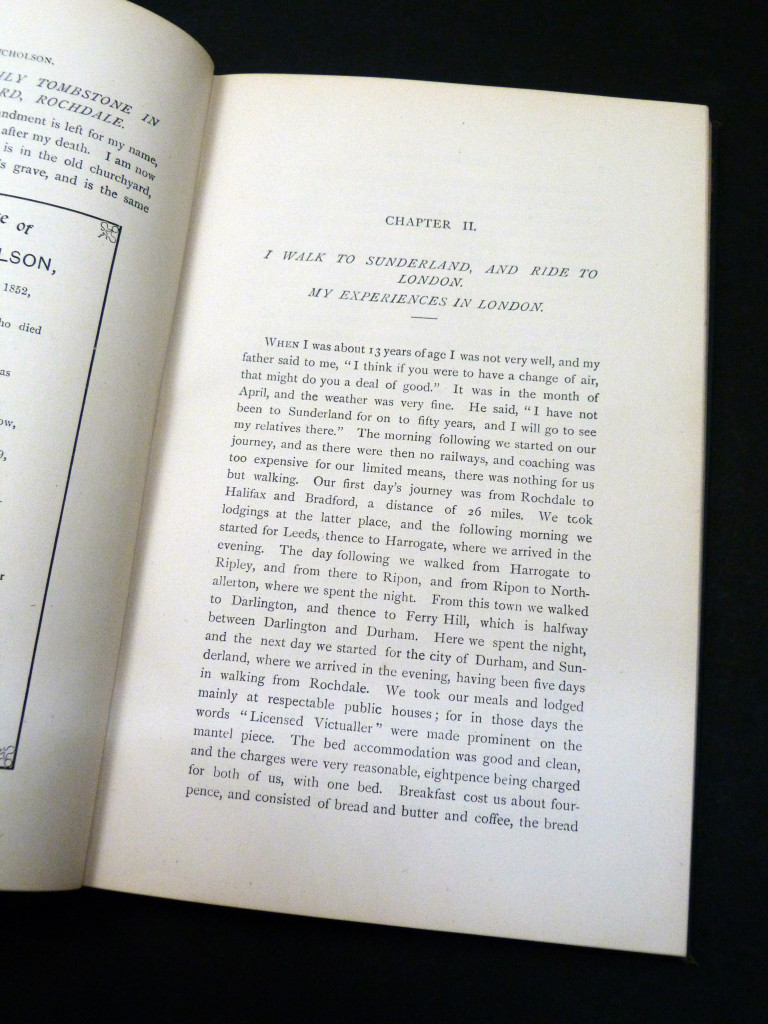 CHOLSON.
LY TOMBSTONE IN
RD, ROCHDALE.
ndment is left for my name,
after my death. I am now
is in the old churchyard,
s grave, and is the same
e of
LSON,
1852,
ho died
as
ow,
9,
r
CHAPTER II.
I WALK TO SUNDERLAND, AND RIDE TO
LONDON.
MY EXPERIENCES IN LONDON.
WHEN I was about 13 years of age I was not very well, and my
father said to me, "I think if you were to have a change of air,
that might do you a deal of good." It was in the month of
April, and the weather was very fine. He said, "I have not
been to Sunderland for on to fifty years, and I will go to see
my relatives there." The morning following we started on our
journey, and as there were then no railways, and coaching was
too expensive for our limited means, there was nothing for us
but walking. Our first day's journey was from Rochdale to
Halifax and Bradford, a distance of 26 miles. We took
lodgings at the latter place, and the following morning we
started for Leeds, thence to Harrogate, where we arrived in the
evening. The day following we walked from Harrogate to
Ripley, and from there to Ripon, and from Ripon to North-
allerton, where we spent the night. From this town we walked
to Darlington, and thence to Ferry Hill, which is halfway
between Darlington and Durham. Here we spent the night,
and the next day we started for the city of Durham, and Sun-
derland, where we arrived in the evening, having been five days
in walking from Rochdale. We took our meals and lodged
mainly at respectable public houses; for in those days the
words "Licensed Victualler" were made prominent on the
mantel piece. The bed accommodation was good and clean,
and the charges were very reasonable, eightpence being charged
for both of us, with one bed. Breakfast cost us about four-
pence, and consisted of bread and butter and coffee, the bread